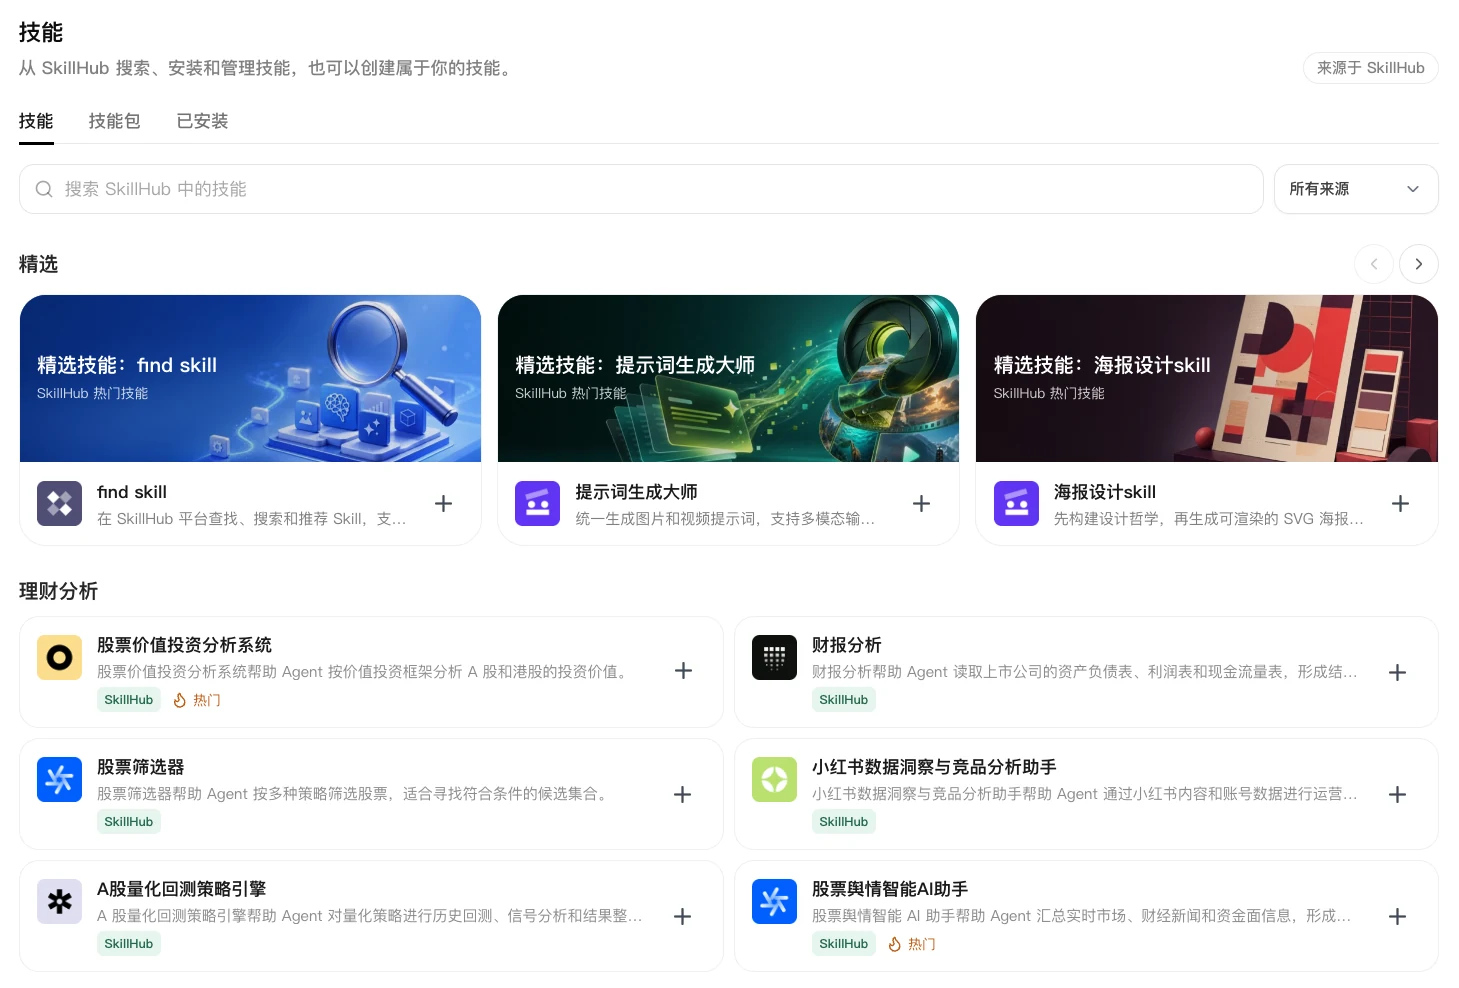 技能
从 SkillHub 搜索、安装和管理技能，也可以创建属于你的技能。
来源于 SkillHub
技能
技能包
已安装
搜索 SkillHub 中的技能
所有来源
精选
精选技能：find skill
SkillHub 热门技能
find skill
在 SkillHub 平台查找、搜索和推荐 Skill，支...
精选技能：提示词生成大师
SkillHub 热门技能
提示词生成大师
统一生成图片和视频提示词，支持多模态输...
精选技能：海报设计skill
SkillHub 热门技能
海报设计skill
先构建设计哲学，再生成可渲染的 SVG 海报...
理财分析
股票价值投资分析系统
股票价值投资分析系统帮助 Agent 按价值投资框架分析 A 股和港股的投资价值。
SkillHub 热门
财报分析
财报分析帮助 Agent 读取上市公司的资产负债表、利润表和现金流量表，形成结...
SkillHub
股票筛选器
股票筛选器帮助 Agent 按多种策略筛选股票，适合寻找符合条件的候选集合。
SkillHub
小红书数据洞察与竞品分析助手
小红书数据洞察与竞品分析助手帮助 Agent 通过小红书内容和账号数据进行运营...
SkillHub
A股量化回测策略引擎
A 股量化回测策略引擎帮助 Agent 对量化策略进行历史回测、信号分析和结果整...
SkillHub
股票舆情智能AI助手
股票舆情智能 AI 助手帮助 Agent 汇总实时市场、财经新闻和资金面信息，形成...
SkillHub 热门